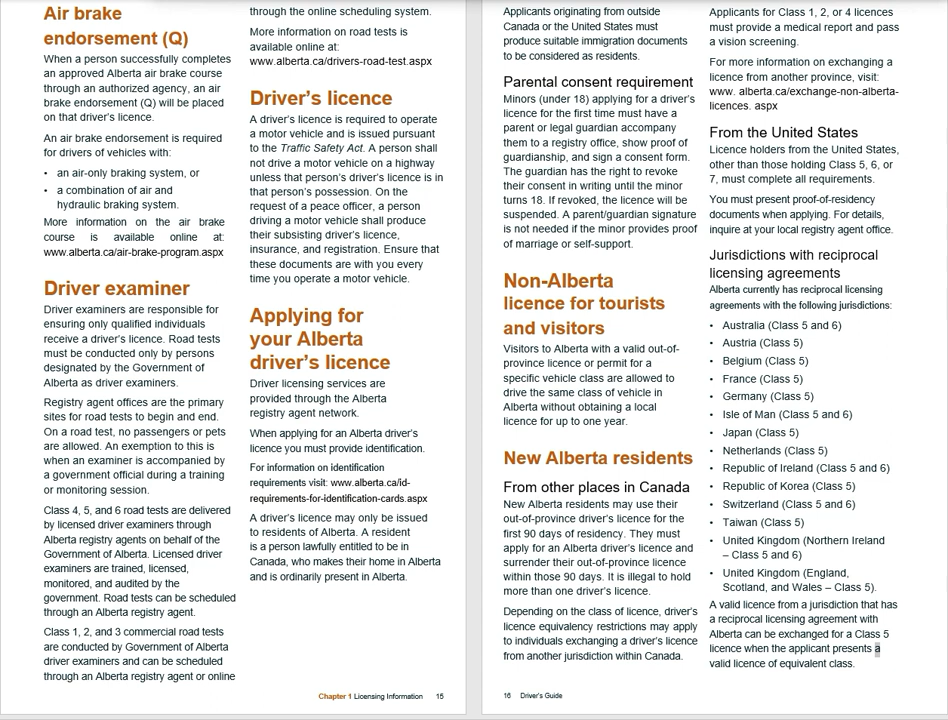 Air brake
endorsement (Q)
When a person successfully completes
an approved Alberta air brake course
through an authorized agency, an air
brake endorsement (Q) will be placed
on that driver’s licence.
An air brake endorsement is required
for drivers of vehicles with:
• an air-only braking system, or
• a combination of air and
hydraulic braking system.
More information on the air brake
course is available online at:
www.alberta.ca/air-brake-program.aspx
Driver examiner
Driver examiners are responsible for
ensuring only qualified individuals
receive a driver’s licence. Road tests
must be conducted only by persons
designated by the Government of
Alberta as driver examiners.
Registry agent offices are the primary
sites for road tests to begin and end.
On a road test, no passengers or pets
are allowed. An exemption to this is
when an examiner is accompanied by
a government official during a training
or monitoring session.
Class 4, 5, and 6 road tests are delivered
by licensed driver examiners through
Alberta registry agents on behalf of the
Government of Alberta. Licensed driver
examiners are trained, licensed,
monitored, and audited by the
government. Road tests can be scheduled
through an Alberta registry agent.
Class 1, 2, and 3 commercial road tests
are conducted by Government of Alberta
driver examiners and can be scheduled
through an Alberta registry agent or online
through the online scheduling system.
More information on road tests is
available online at:
www.alberta.ca/drivers-road-test.aspx
Driver’s licence
A driver’s licence is required to operate
a motor vehicle and is issued pursuant
to the Traffic Safety Act. A person shall
not drive a motor vehicle on a highway
unless that person’s driver’s licence is in
that person’s possession. On the
request of a peace officer, a person
driving a motor vehicle shall produce
their subsisting driver’s licence,
insurance, and registration. Ensure that
these documents are with you every
time you operate a motor vehicle.
Applying for
your Alberta
driver’s licence
Driver licensing services are
provided through the Alberta
registry agent network.
When applying for an Alberta driver’s
licence you must provide identification.
For information on identification
requirements visit: www.alberta.ca/id-
requirements-for-identification-cards.aspx
A driver’s licence may only be issued
to residents of Alberta. A resident
is a person lawfully entitled to be in
Canada, who makes their home in Alberta
and is ordinarily present in Alberta.
Chapter 1 Licensing Information 15
Applicants originating from outside
Canada or the United States must
produce suitable immigration documents
to be considered as residents.
Parental consent requirement
Minors (under 18) applying for a driver’s
licence for the first time must have a
parent or legal guardian accompany
them to a registry office, show proof of
guardianship, and sign a consent form.
The guardian has the right to revoke
their consent in writing until the minor
turns 18. If revoked, the licence will be
suspended. A parent/guardian signature
is not needed if the minor provides proof
of marriage or self-support.
Non-Alberta
licence for tourists
and visitors
Visitors to Alberta with a valid out-of-
province licence or permit for a
specific vehicle class are allowed to
drive the same class of vehicle in
Alberta without obtaining a local
licence for up to one year.
New Alberta residents
From other places in Canada
New Alberta residents may use their
out-of-province driver’s licence for the
first 90 days of residency. They must
apply for an Alberta driver’s licence and
surrender their out-of-province licence
within those 90 days. It is illegal to hold
more than one driver’s licence.
Depending on the class of licence, driver’s
licence equivalency restrictions may apply
to individuals exchanging a driver’s licence
from another jurisdiction within Canada.
Applicants for Class 1, 2, or 4 licences
must provide a medical report and pass
a vision screening.
For more information on exchanging a
licence from another province, visit:
www. alberta.ca/exchange-non-alberta-
licences. aspx
From the United States
Licence holders from the United States,
other than those holding Class 5, 6, or
7, must complete all requirements.
You must present proof-of-residency
documents when applying. For details,
inquire at your local registry agent office.
Jurisdictions with reciprocal
licensing agreements
Alberta currently has reciprocal licensing
agreements with the following jurisdictions:
• Australia (Class 5 and 6)
• Austria (Class 5)
• Belgium (Class 5)
• France (Class 5)
• Germany (Class 5)
• Isle of Man (Class 5 and 6)
• Japan (Class 5)
• Netherlands (Class 5)
• Republic of Ireland (Class 5 and 6)
• Republic of Korea (Class 5)
• Switzerland (Class 5 and 6)
• Taiwan (Class 5)
• United Kingdom (Northern Ireland
– Class 5 and 6)
• United Kingdom (England,
Scotland, and Wales – Class 5).
A valid licence from a jurisdiction that has
a reciprocal licensing agreement with
Alberta can be exchanged for a Class 5
licence when the applicant presents a
valid licence of equivalent class.
16 Driver’s Guide